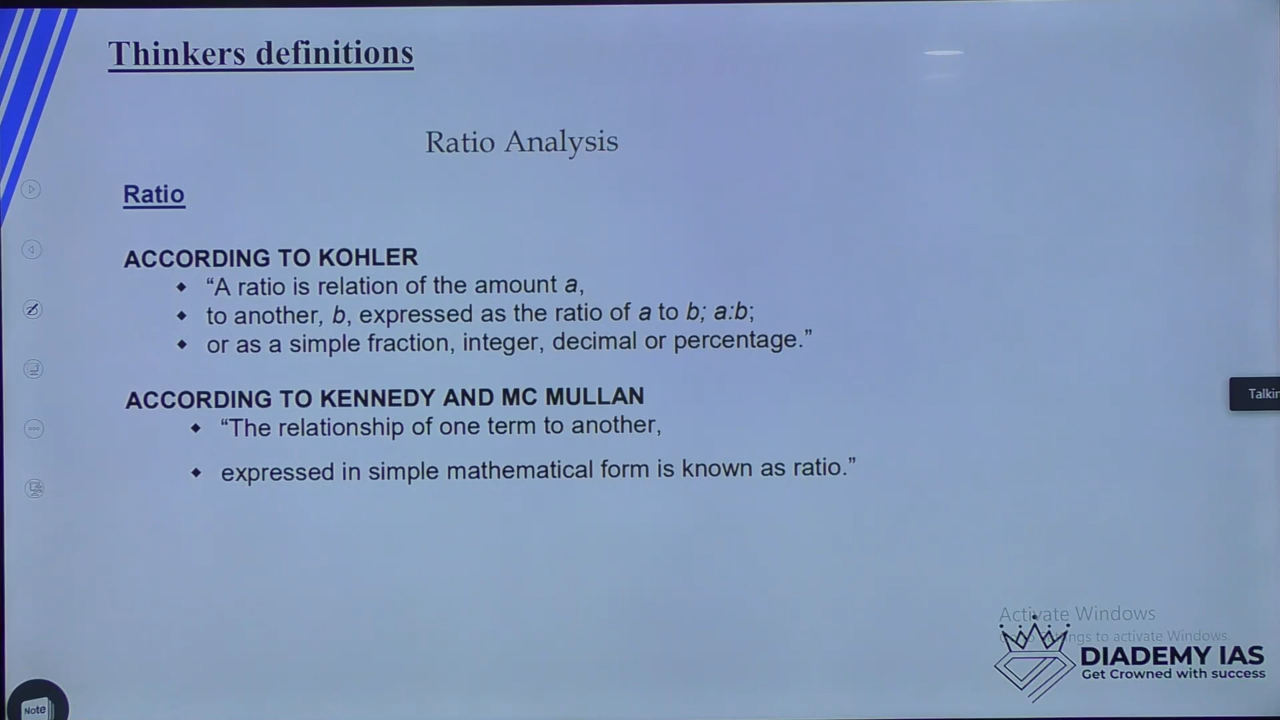 Thinkers definitions
Ratio Analysis
Ratio
ACCORDING TO KOHLER
“A ratio is relation of the amount a,
to another, b, expressed as the ratio of a to b; a:b;
or as a simple fraction, integer, decimal or percentage.”
ACCORDING TO KENNEDY AND MC MULLAN
“The relationship of one term to another,
expressed in simple mathematical form is known as ratio.”
Activate Windows
to activate Windows.
DIADEMY IAS
Get Crowned with success
Note